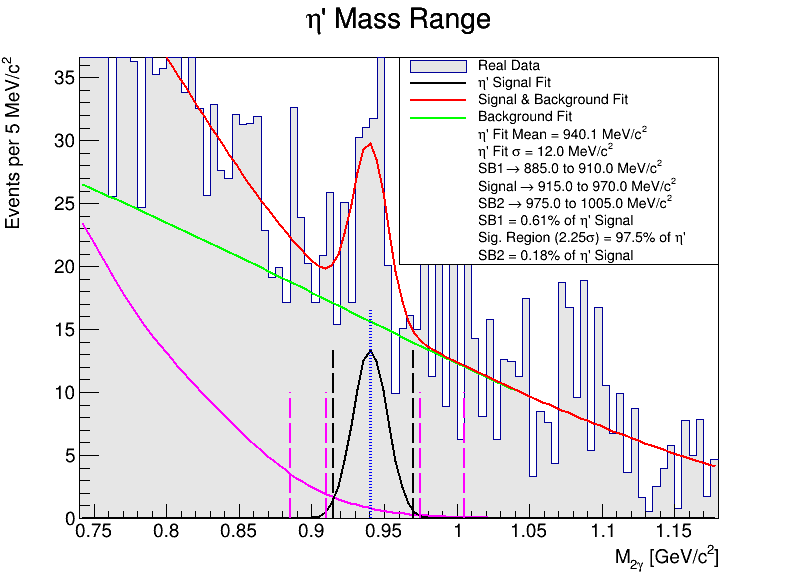 η' Mass Range
Events per 5 MeV/c²
35
30
25
20
15
10
5
0
Real Data
η' Signal Fit
Signal & Background Fit
Background Fit
η' Fit Mean = 940.1 MeV/c²
η' Fit σ = 12.0 MeV/c²
SB1 → 885.0 to 910.0 MeV/c²
Signal → 915.0 to 970.0 MeV/c²
SB2 → 975.0 to 1005.0 MeV/c²
SB1 = 0.61% of η' Signal
Sig. Region (2.25σ) = 97.5% of η'
SB2 = 0.18% of η' Signal
0.75 0.8 0.85 0.9 0.95 1 1.05 1.1 1.15
M₂γ [GeV/c²]